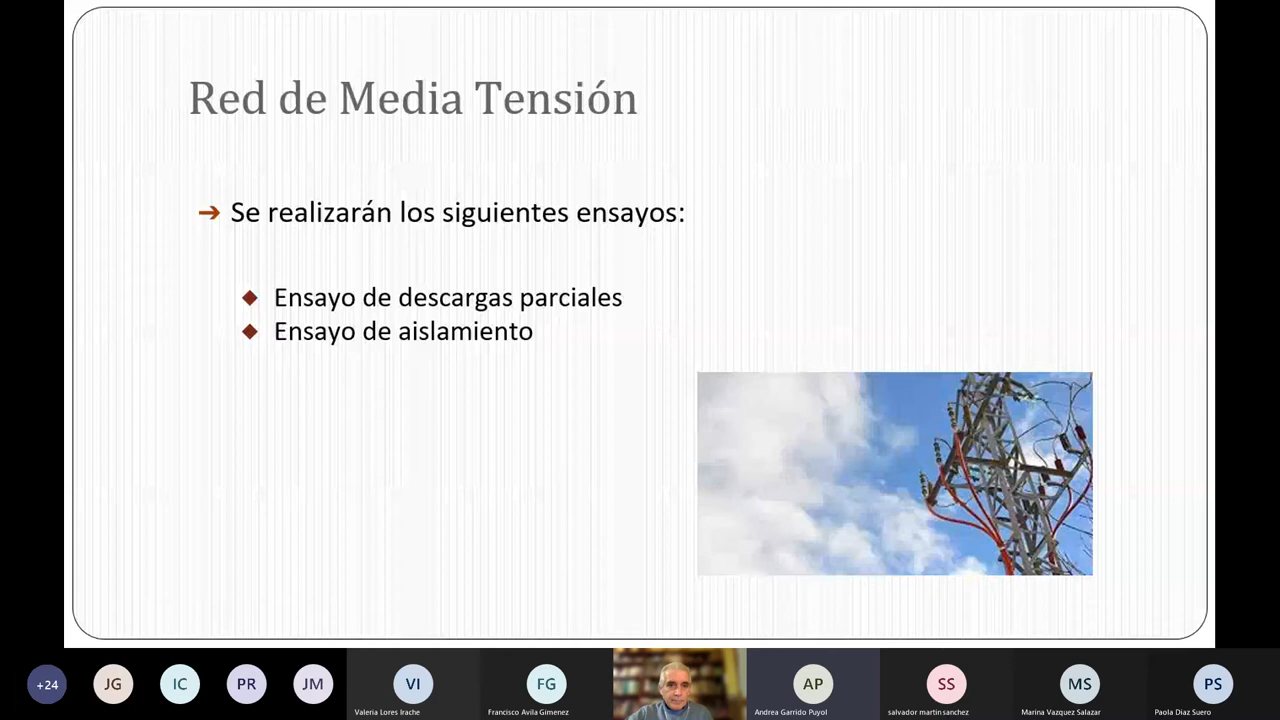 Red de Media Tensión
➔ Se realizarán los siguientes ensayos:
◆ Ensayo de descargas parciales
◆ Ensayo de aislamiento
+24
JG
IC
PR
JM
VI
Valeria Lores Irache
FG
Francisco Avila Gimenez
AP
Andrea Garrido Puyol
SS
salvador martin sanchez
MS
Marina Vazquez Salazar
PS
Paola Diaz Suero